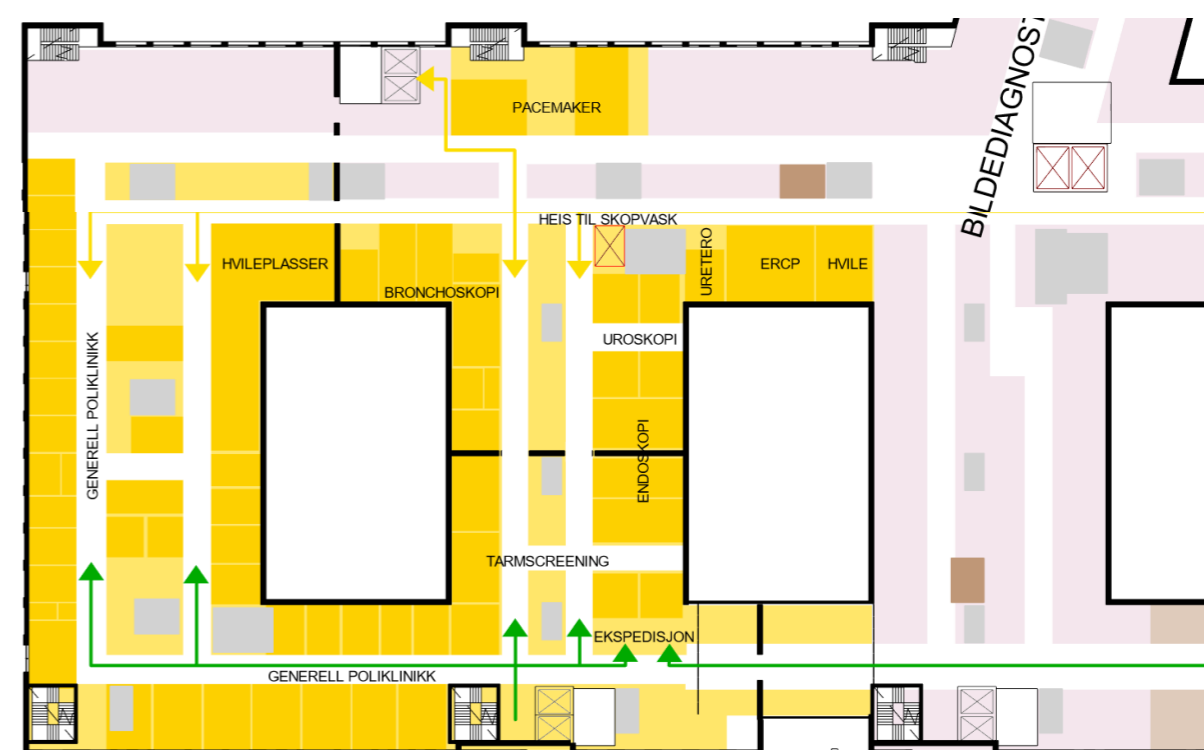 BILDEDIAGNOST
PACEMAKER
HEIS TIL SKOPVASK
HVILEPLASSER
BRONCHOSKOPI
URETERO
ERCP
HVILE
UROSKOPI
GENERELL POLIKLINIKK
ENDOSKOPI
TARMSCREENING
EKSPEDISJON
GENERELL POLIKLINIKK